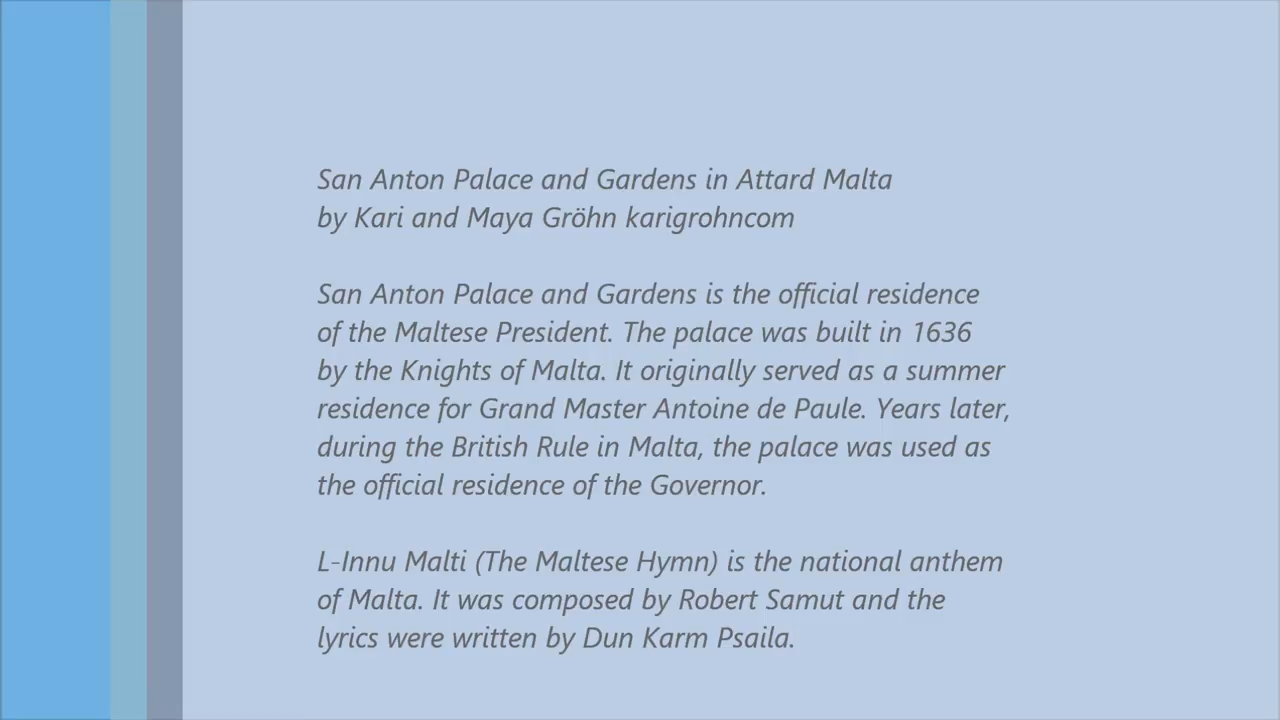 San Anton Palace and Gardens in Attard Malta
by Kari and Maya Gröhn karigrohncom
San Anton Palace and Gardens is the official residence
of the Maltese President. The palace was built in 1636
by the Knights of Malta. It originally served as a summer
residence for Grand Master Antoine de Paule. Years later,
during the British Rule in Malta, the palace was used as
the official residence of the Governor.
L-Innu Malti (The Maltese Hymn) is the national anthem
of Malta. It was composed by Robert Samut and the
lyrics were written by Dun Karm Psaila.